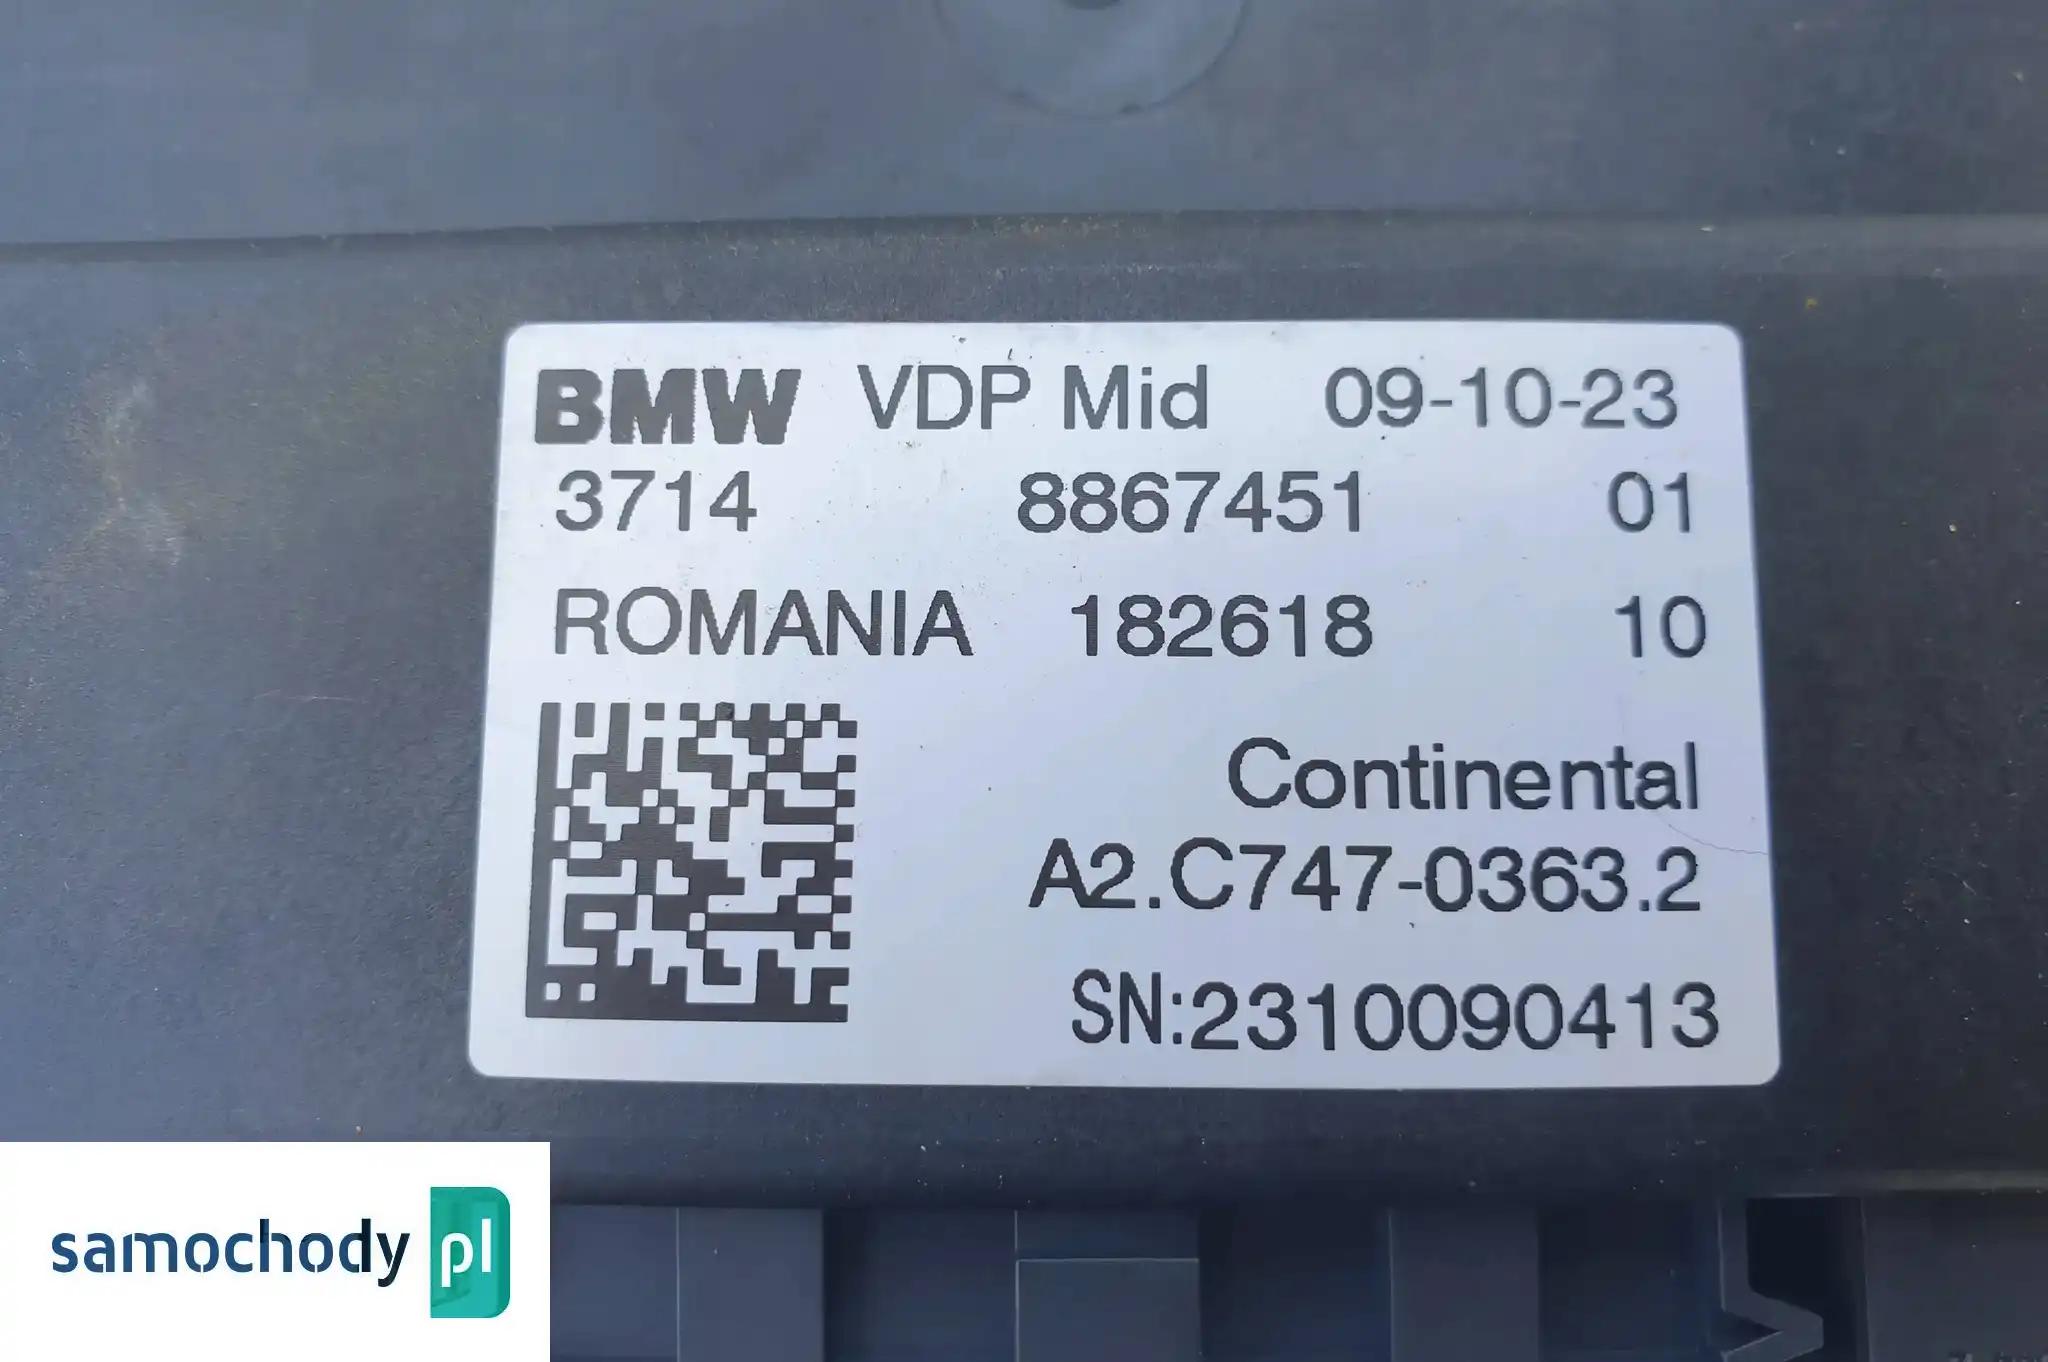 BMW VDP Mid 09-10-23
3714 8867451 01
ROMANIA 182618 10
Continental
A2.C747-0363.2
SN:2310090413
samochody pl